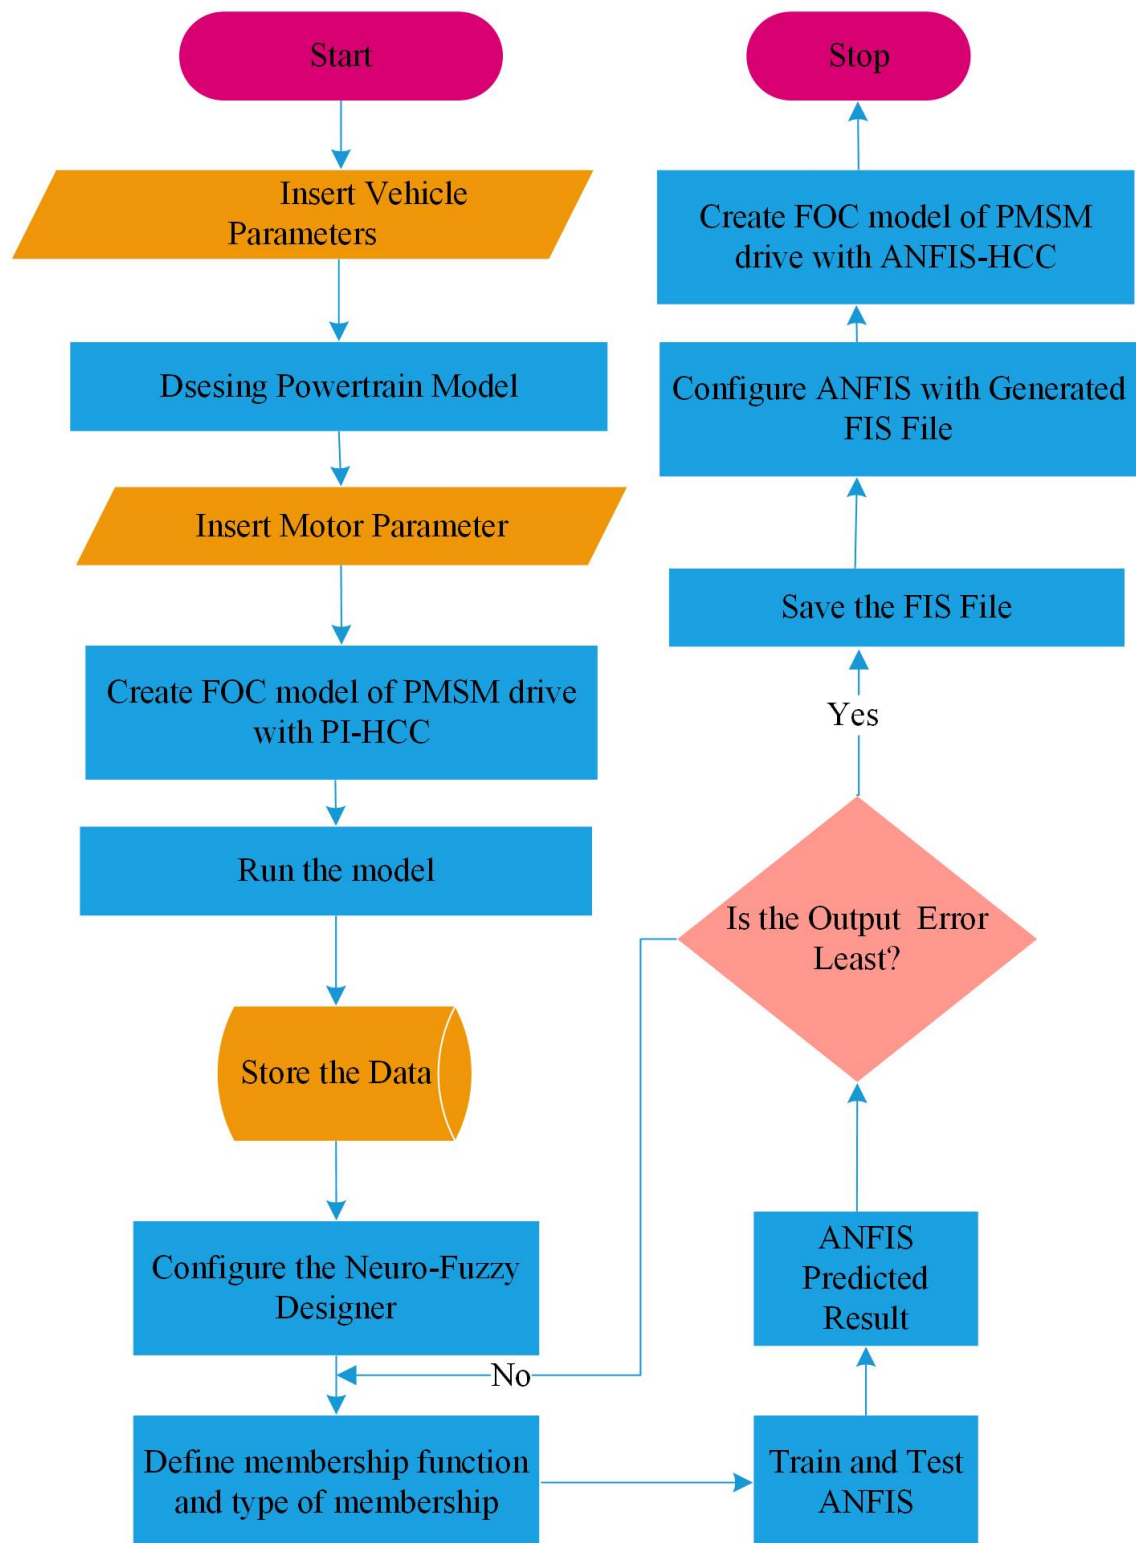 Start
Insert Vehicle
Parameters
Dsesing Powertrain Model
Insert Motor Parameter
Create FOC model of PMSM drive
with PI-HCC
Run the model
Store the Data
Configure the Neuro-Fuzzy
Designer
No
Define membership function
and type of membership
Train and Test
ANFIS
ANFIS
Predicted
Result
Is the Output Error
Least?
Yes
Save the FIS File
Configure ANFIS with Generated
FIS File
Create FOC model of PMSM
drive with ANFIS-HCC
Stop